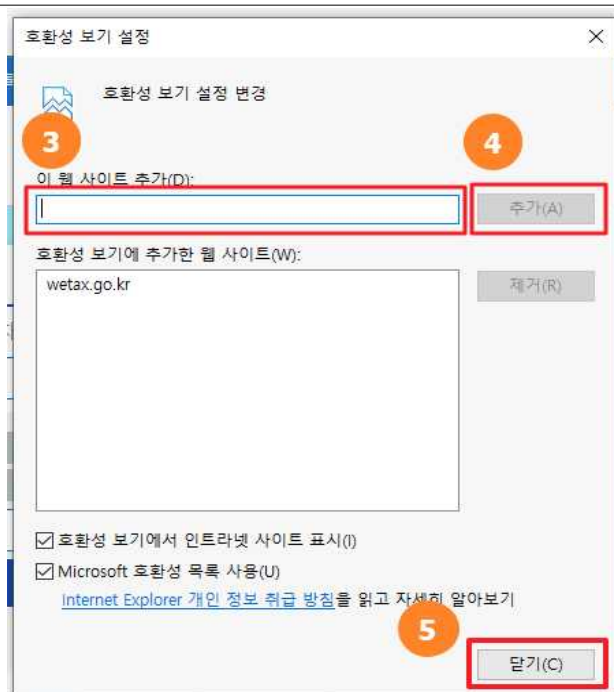 호환성 보기 설정
호환성 보기 설정 변경
3
4
이 웹 사이트 추가(D):
추가(A)
호환성 보기에 추가한 웹 사이트(W):
wetax.go.kr
제거(R)
호환성 보기에서 인트라넷 사이트 표시(I)
Microsoft 호환성 목록 사용(U)
Internet Explorer 개인 정보 취급 방침을 읽고 자세히 알아보기
5
닫기(C)